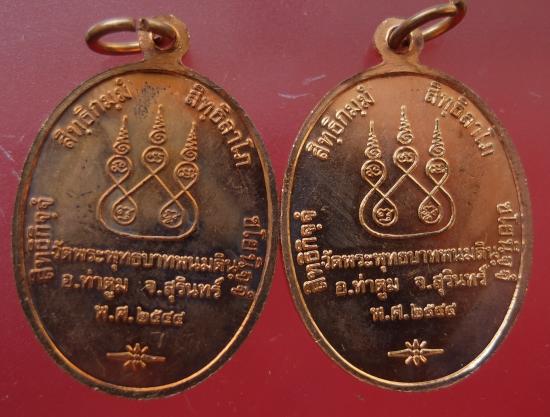 สิทธิกิจจํ
สิทธิกมมํ
สิทธิลาโภ
วัดพระพุทธบาทพนมดิน
อ.ท่าตูม จ.สุรินทร์
พ.ศ.๒๕๔๔
สิทธิกิจจํ
สิทธิกมมํ
สิทธิลาโภ
วัดพระพุทธบาทพนมดิน
อ.ท่าตูม จ.สุรินทร์
พ.ศ.๒๕๔๔